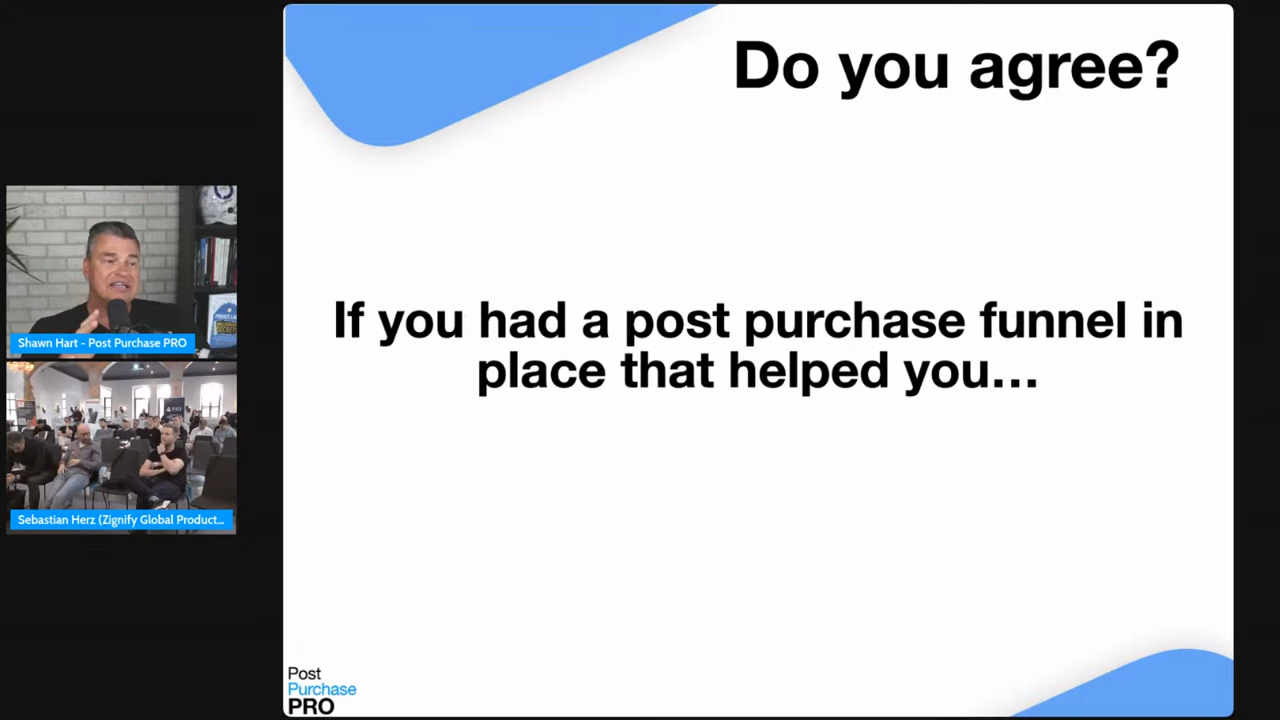 Do you agree?
If you had a post purchase funnel in
place that helped you...
Shawn Hart - Post Purchase PRO
Sebastian Herz (Zignify Global Product...
Post
Purchase
PRO